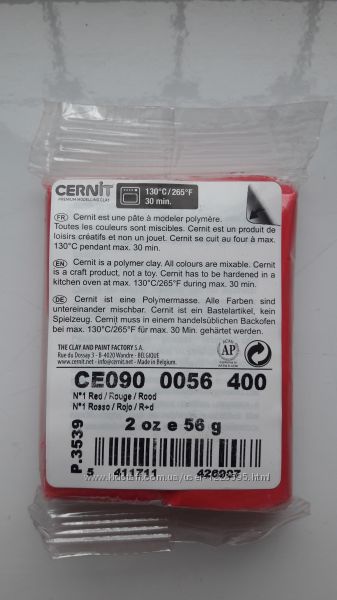 CERNIT
PREMIUM MODELLING CLAY
130°C/265°F
30 min.
FR Cernit est une pâte à modeler polymère.
Toutes les couleurs sont miscibles. Cernit est un produit de
loisirs créatifs et non un jouet. Cernit se cuit au four à max.
130°C pendant max. 30 min.
EN Cernit is a polymer clay. All colours are mixable. Cernit
is a craft product, not a toy. Cernit has to be hardened in a
kitchen oven at max. 130°C/265°F during max. 30 min.
DE Cernit ist eine Polymermasse. Alle Farben sind
untereinander mischbar. Cernit ist ein Bastelartikel, kein
Spielzeug. Cernit muss in einem handelsüblichen Backofen
bei max. 130°C/265°F für max. 30 Min. gehärtet werden.
THE CLAY AND PAINT FACTORY S.A.
Rue du Dossay 3 - B-4020 Wandre - BELGIQUE
www.cernit.net - info@cernit.net Made in Belgium.
AP
CE090 0056 400
N°1 Red / Rouge / Rood
N°1 Rosso / Rojo / R+d
2 oz e 56 g
P.3539
5 411711